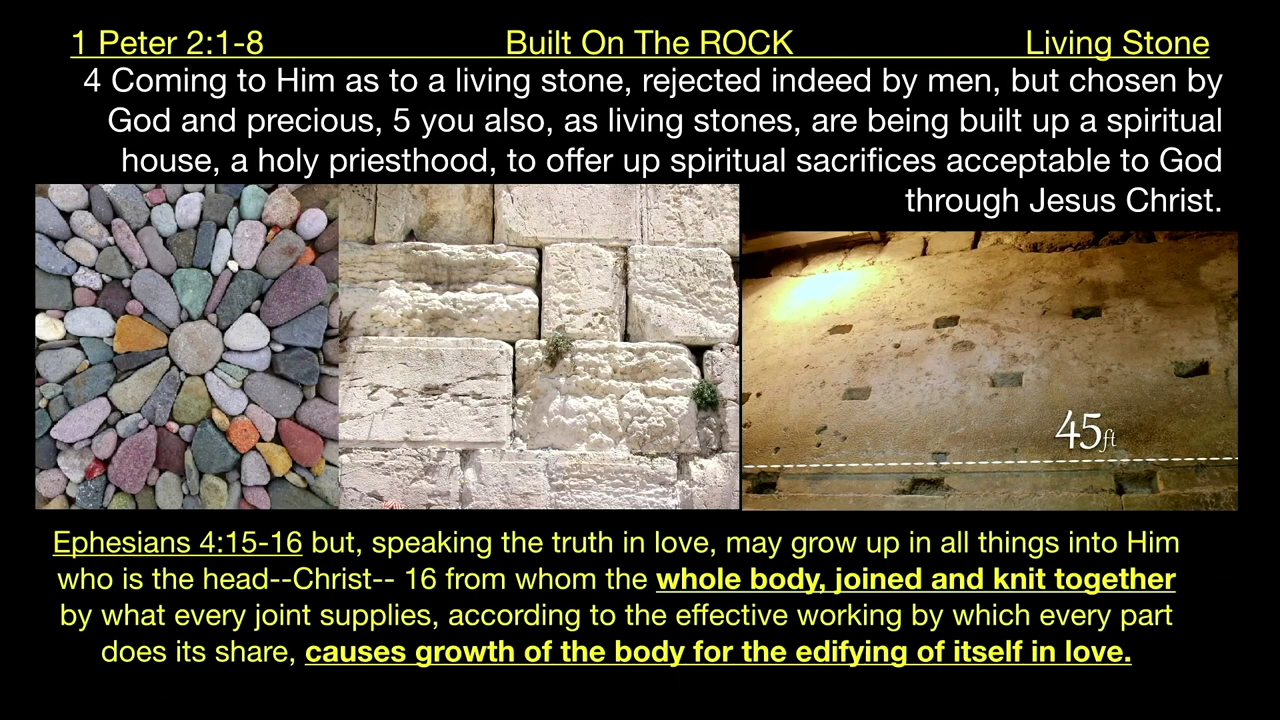 1 Peter 2:1-8 Built On The ROCK Living Stone
4 Coming to Him as to a living stone, rejected indeed by men, but chosen by
God and precious, 5 you also, as living stones, are being built up a spiritual
house, a holy priesthood, to offer up spiritual sacrifices acceptable to God
through Jesus Christ.
45ft
Ephesians 4:15-16 but, speaking the truth in love, may grow up in all things into Him
who is the head--Christ-- 16 from whom the whole body, joined and knit together
by what every joint supplies, according to the effective working by which every part
does its share, causes growth of the body for the edifying of itself in love.